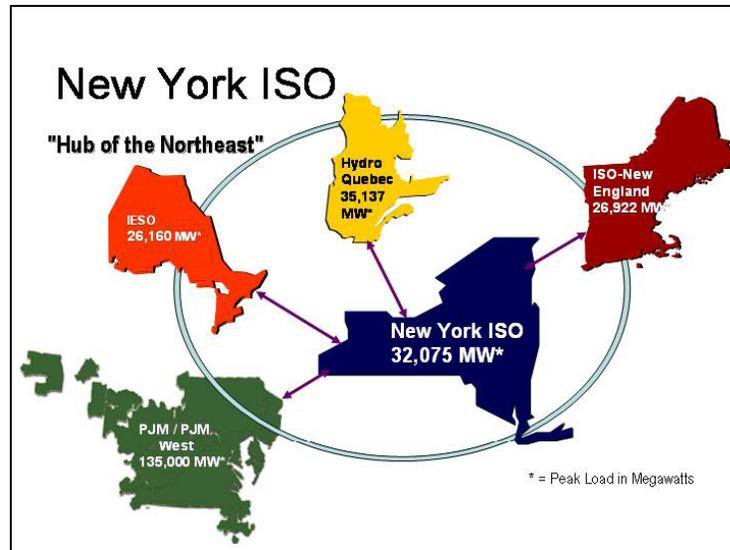 New York ISO
"Hub of the Northeast"
Hydro
Quebec
35,137
MW*
ISO-New
England
26,922 MW*
IESO
26,160 MW*
New York ISO
32,075 MW*
PJM / PJM
West
135,000 MW*
* = Peak Load in Megawatts